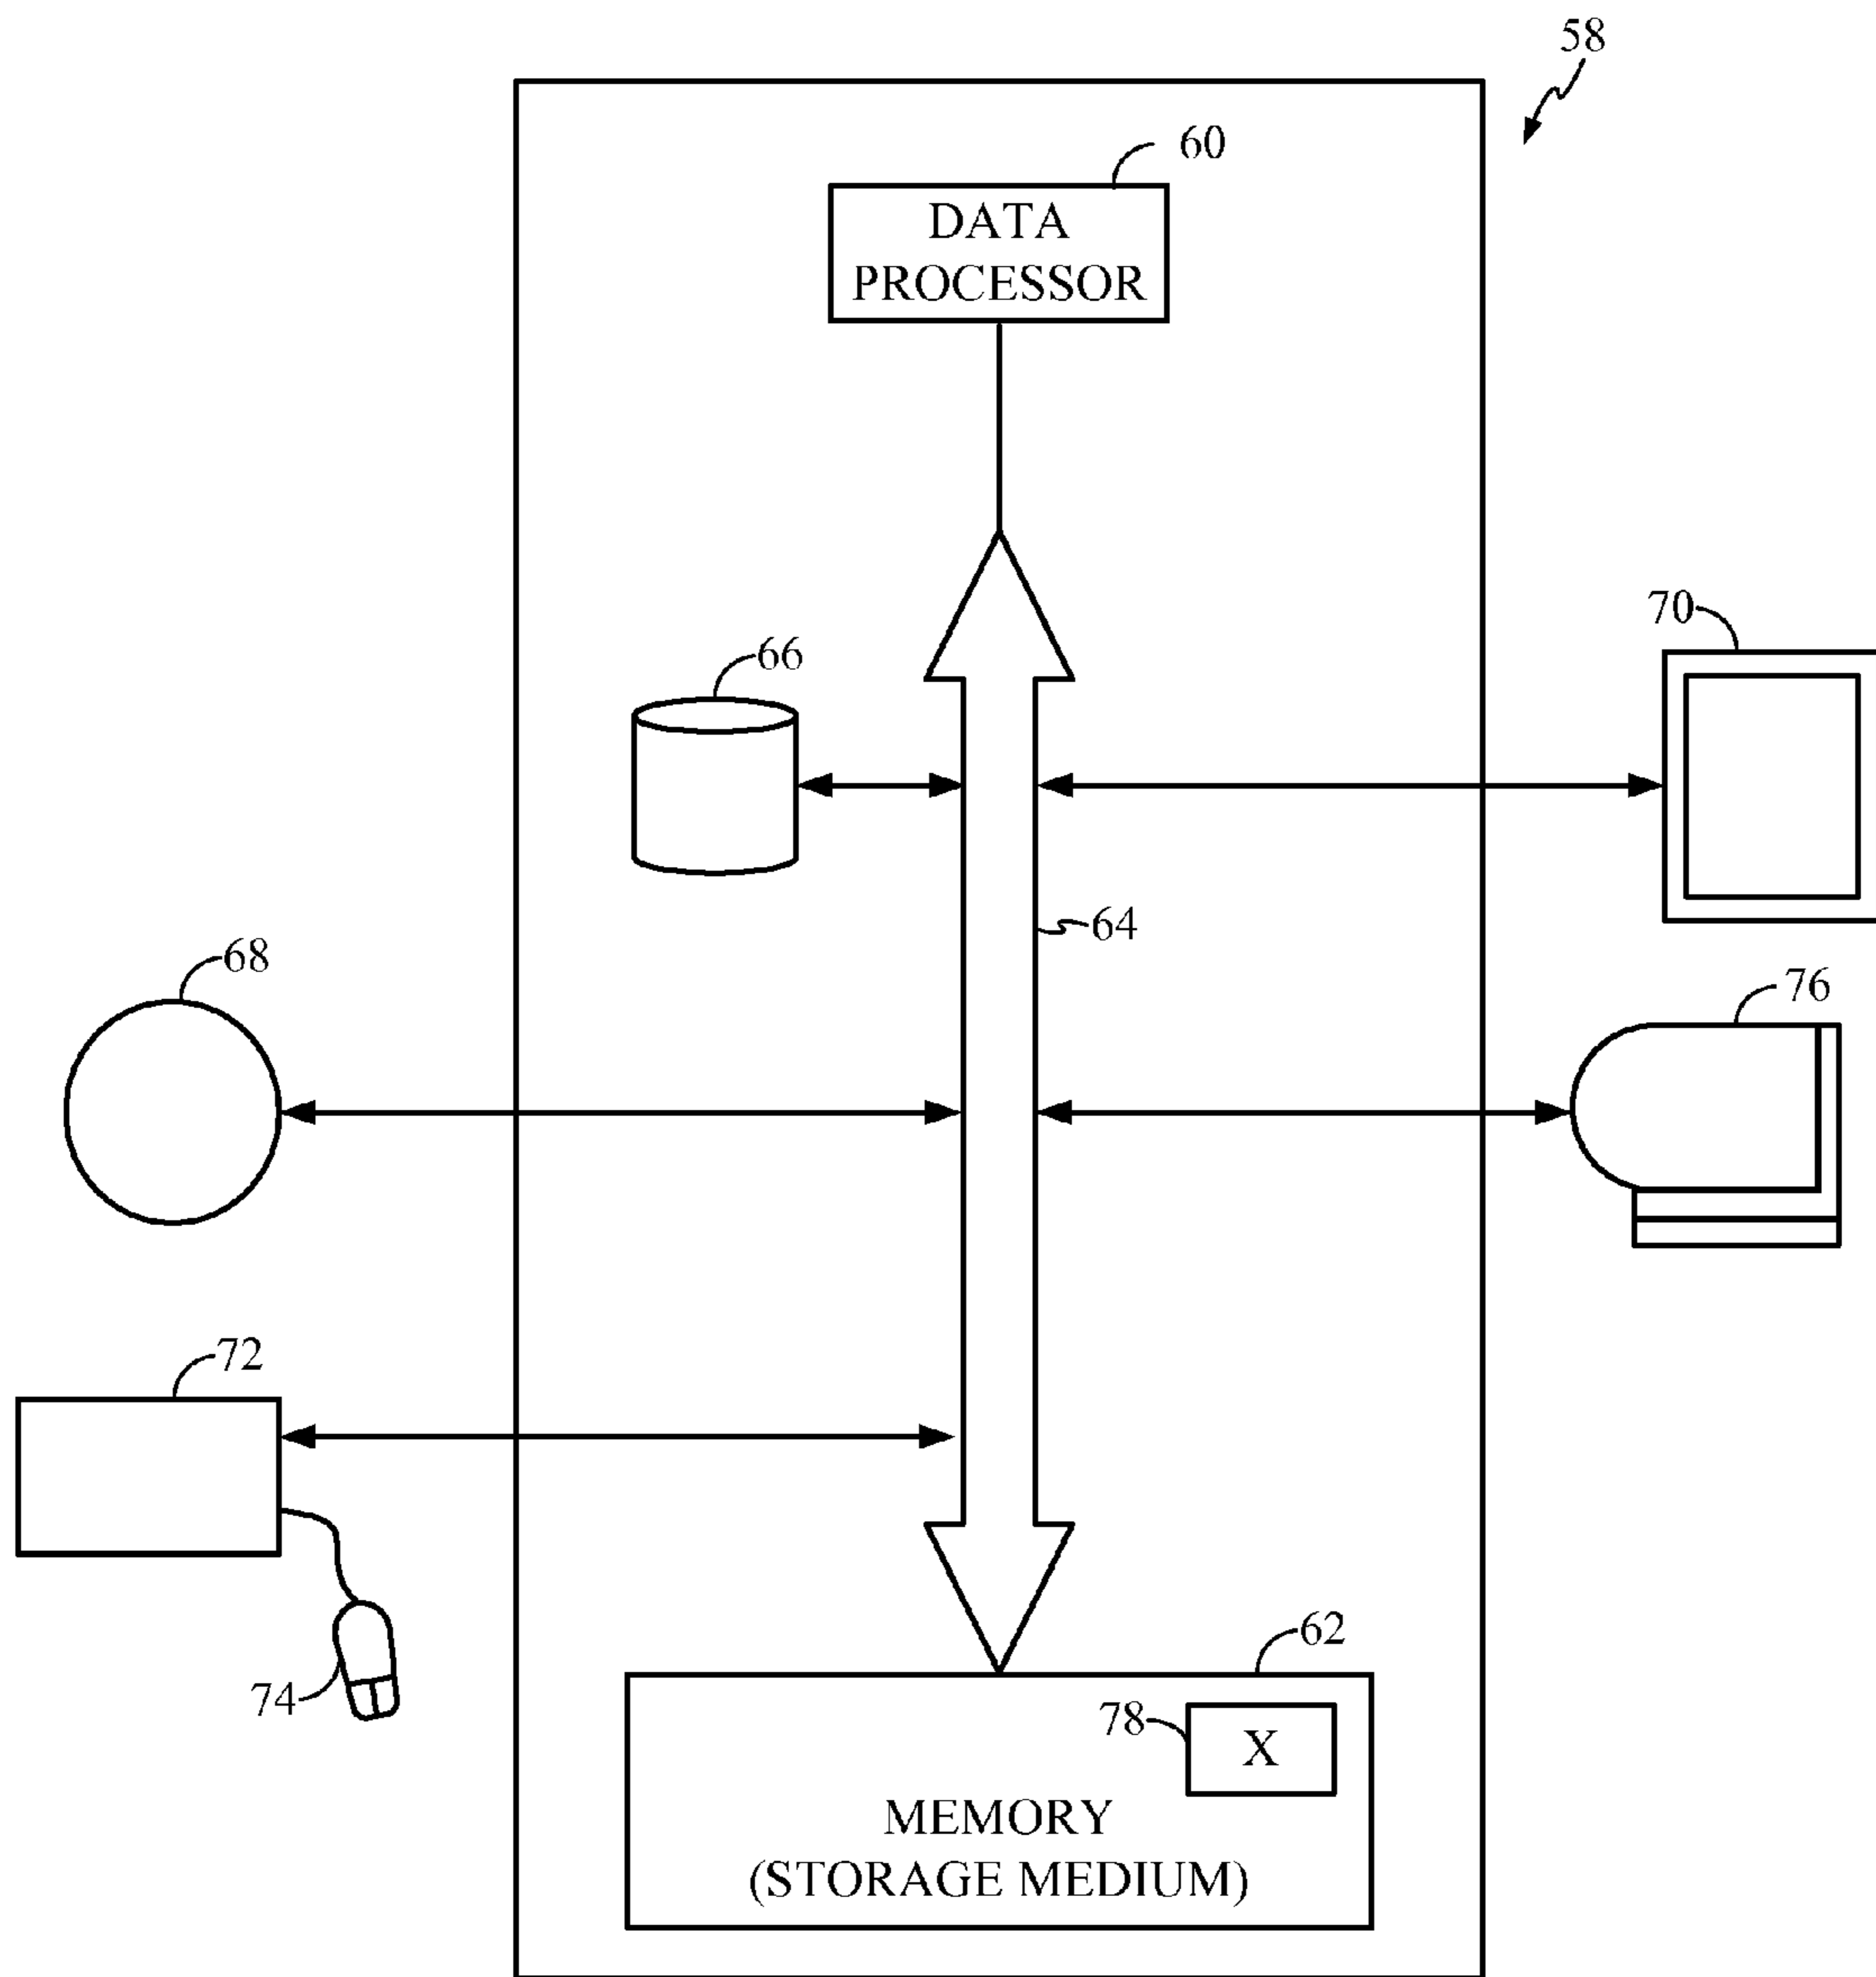 58
60
DATA
PROCESSOR
70
66
64
68
76
72
62
74
78
X
MEMORY
(STORAGE MEDIUM)